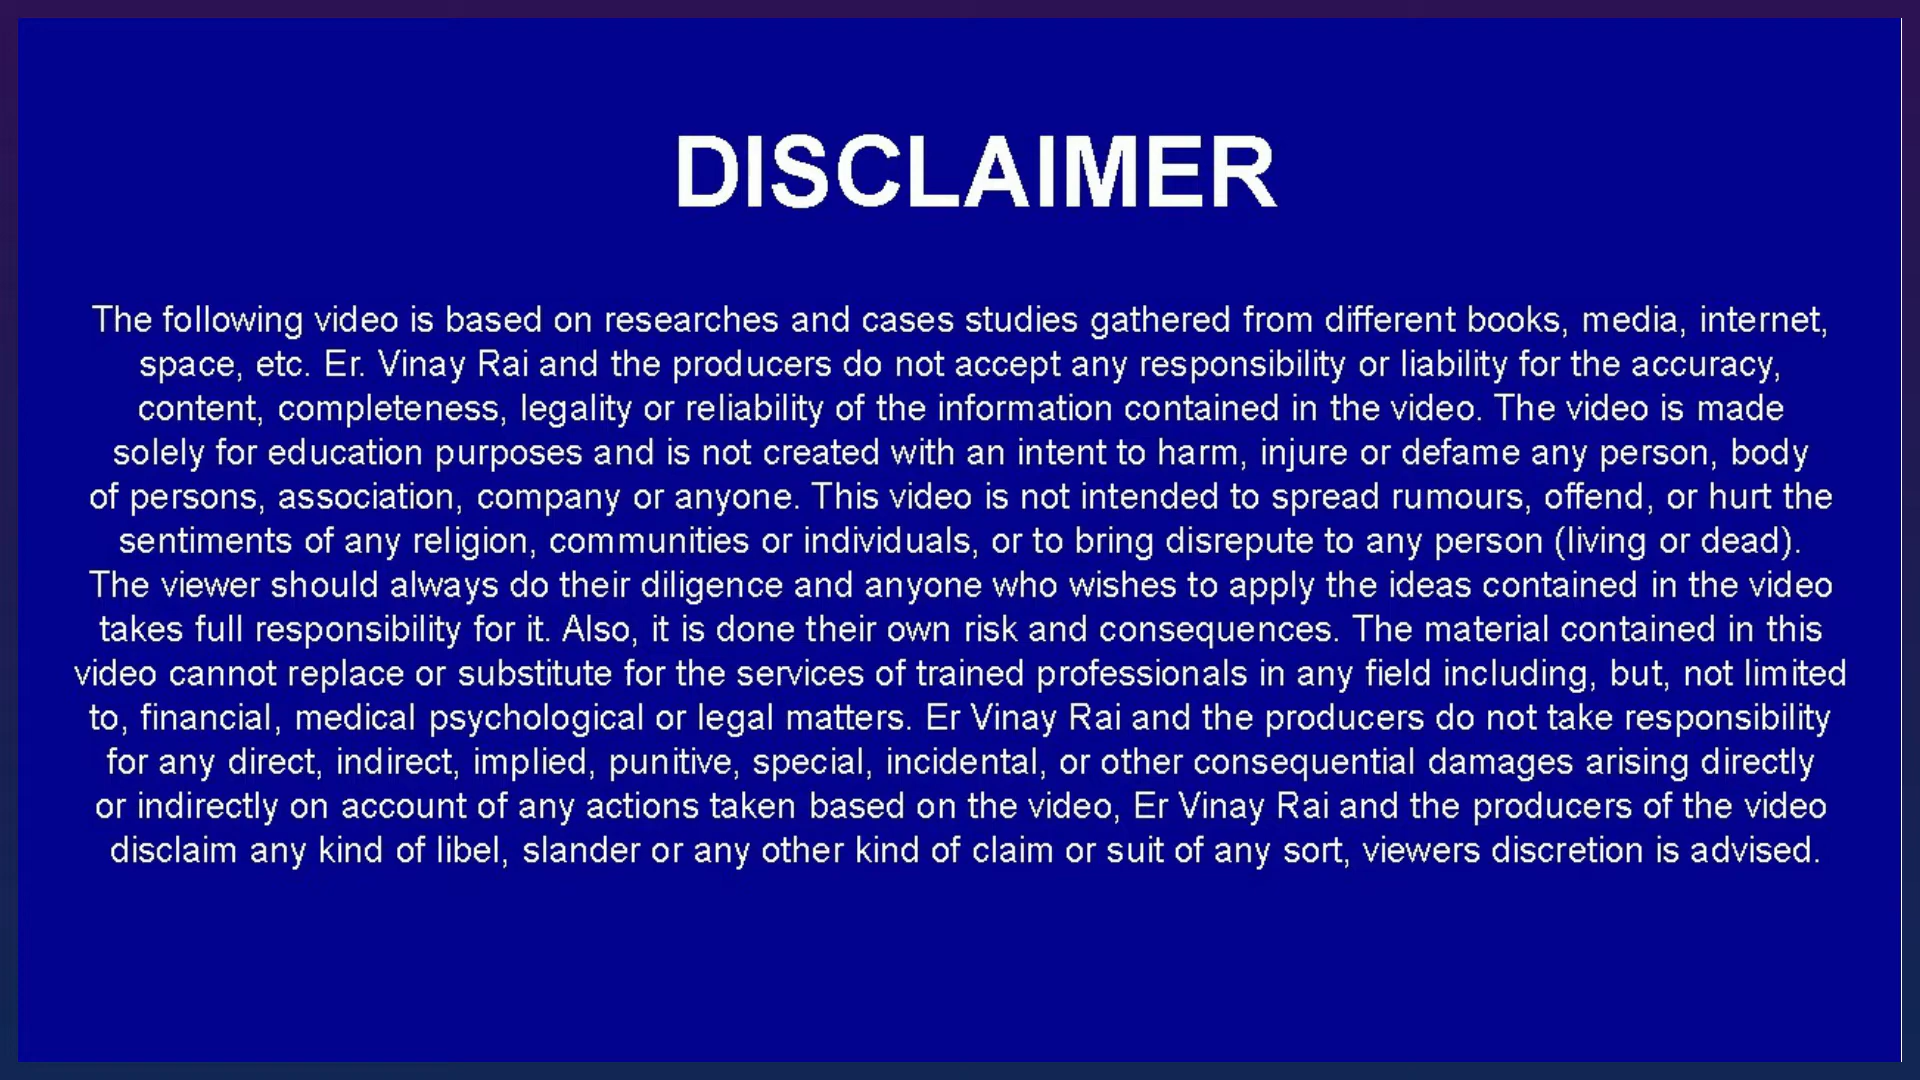 DISCLAIMER
The following video is based on researches and cases studies gathered from different books, media, internet,
space, etc. Er. Vinay Rai and the producers do not accept any responsibility or liability for the accuracy,
content, completeness, legality or reliability of the information contained in the video. The video is made
solely for education purposes and is not created with an intent to harm, injure or defame any person, body
of persons, association, company or anyone. This video is not intended to spread rumours, offend, or hurt the
sentiments of any religion, communities or individuals, or to bring disrepute to any person (living or dead).
The viewer should always do their diligence and anyone who wishes to apply the ideas contained in the video
takes full responsibility for it. Also, it is done their own risk and consequences. The material contained in this
video cannot replace or substitute for the services of trained professionals in any field including, but, not limited
to, financial, medical psychological or legal matters. Er Vinay Rai and the producers do not take responsibility
for any direct, indirect, implied, punitive, special, incidental, or other consequential damages arising directly
or indirectly on account of any actions taken based on the video, Er Vinay Rai and the producers of the video
disclaim any kind of libel, slander or any other kind of claim or suit of any sort, viewers discretion is advised.